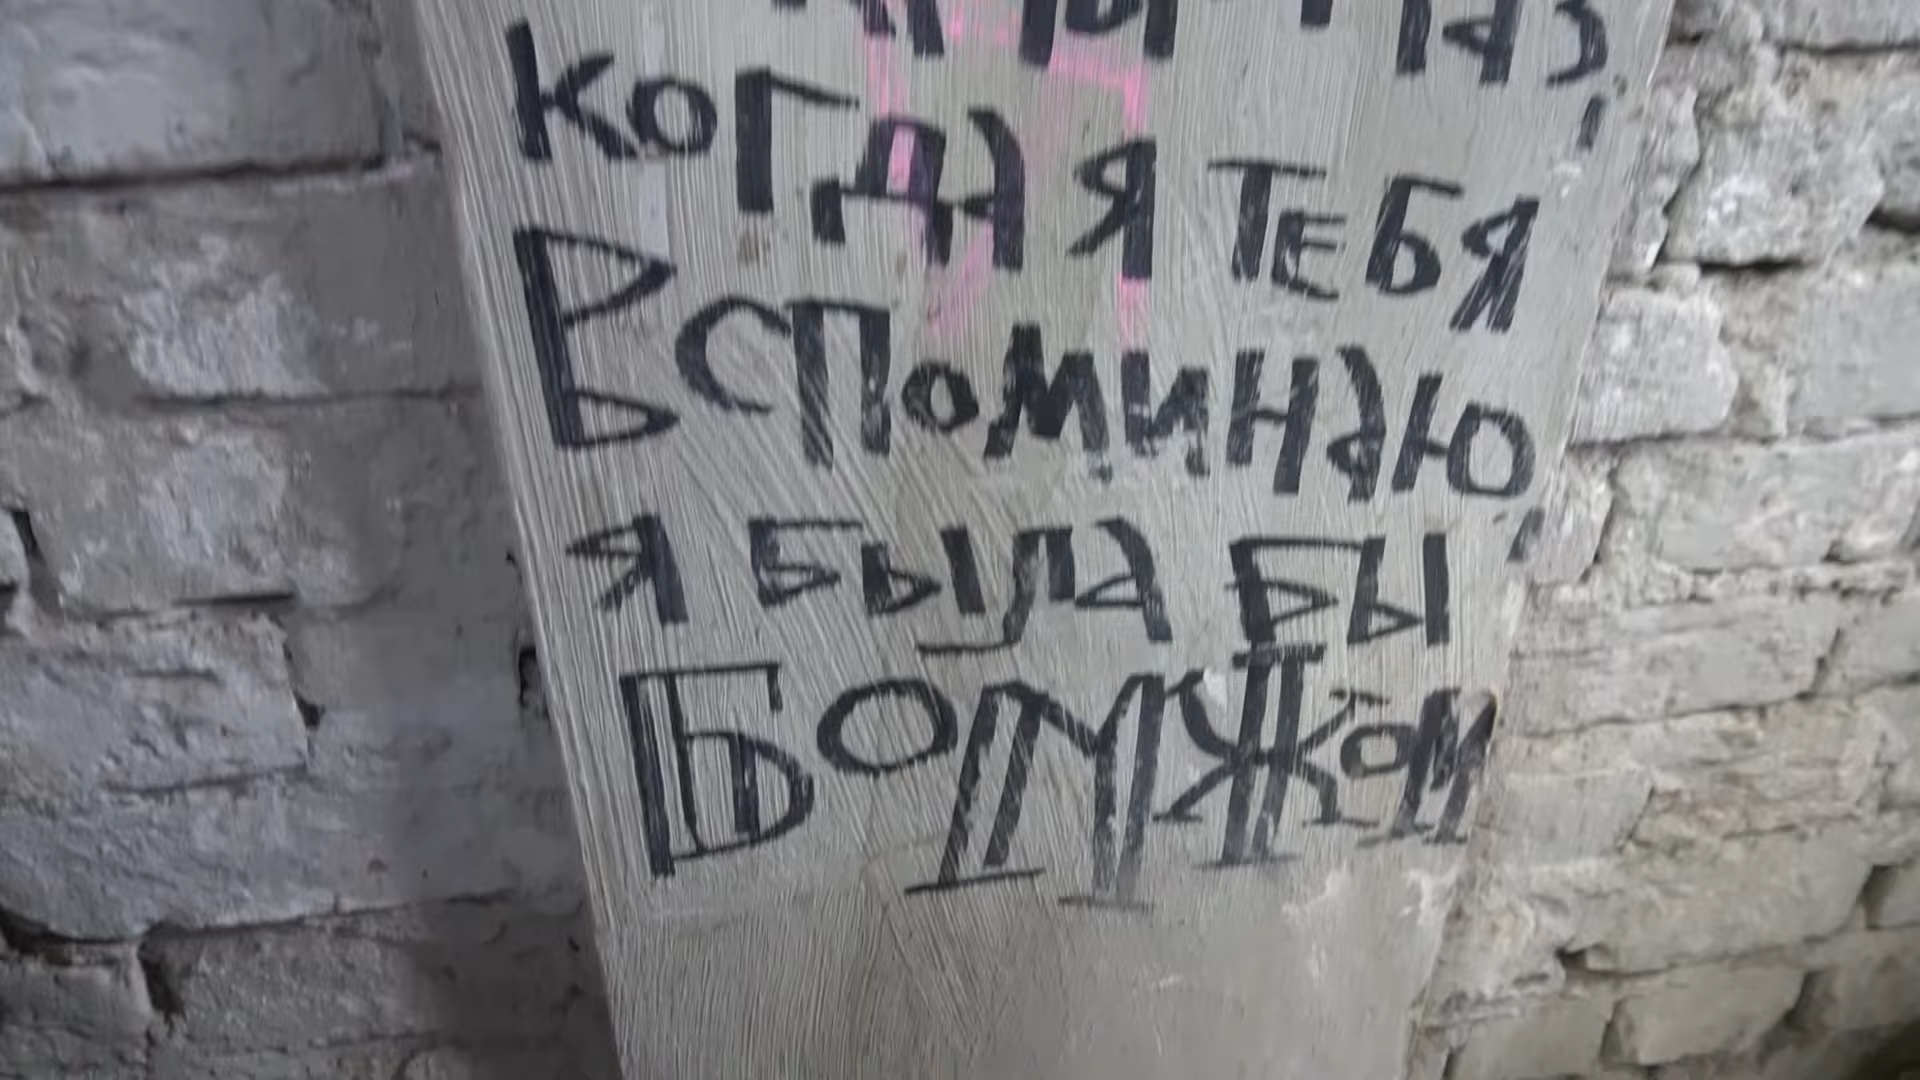 когда я тебя
вспоминаю,
я была бы
Бомжом